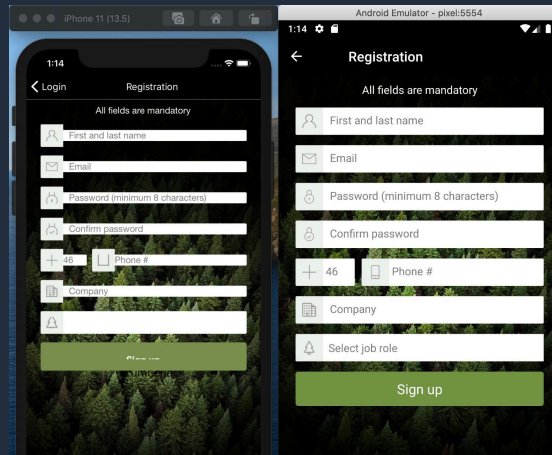 iPhone 11 (13.5)
1:14
Login
Registration
All fields are mandatory
First and last name
Email
Password (minimum 8 characters)
Confirm password
46
Phone #
Company
Android Emulator - pixel:5554
1:14
Registration
All fields are mandatory
First and last name
Email
Password (minimum 8 characters)
Confirm password
46
Phone #
Company
Select job role
Sign up